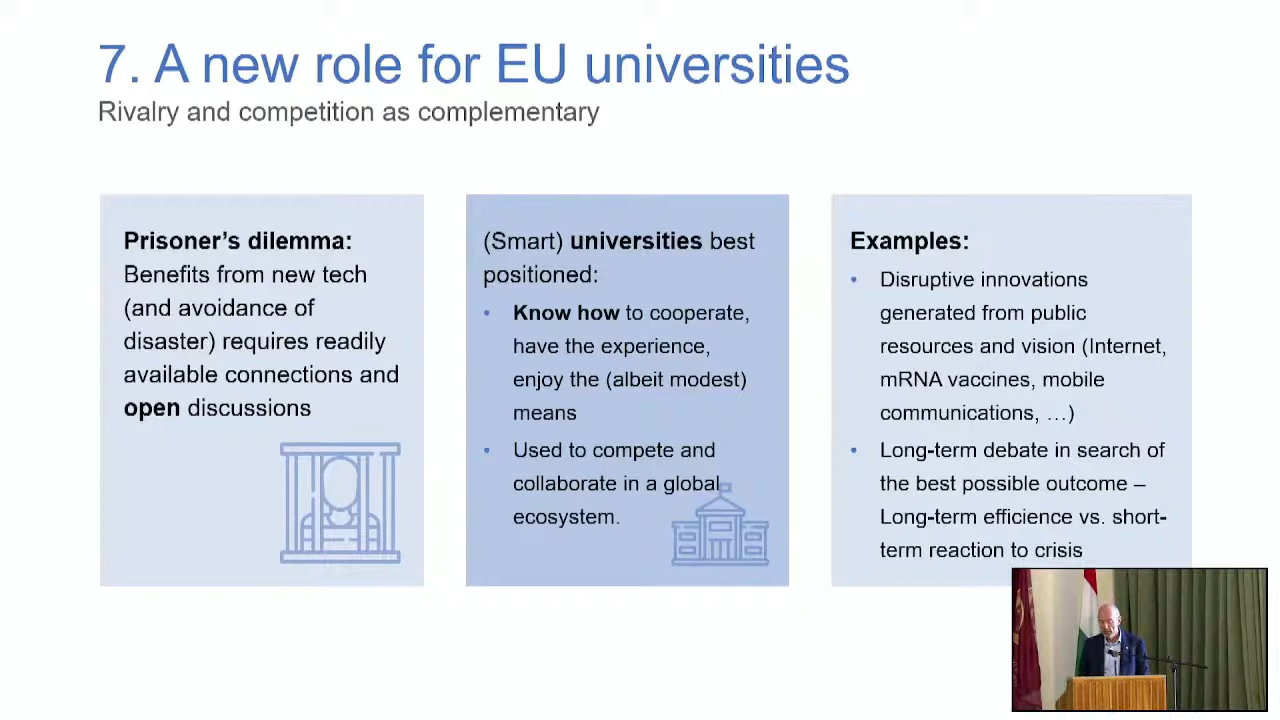 7. A new role for EU universities
Rivalry and competition as complementary
Prisoner’s dilemma:
Benefits from new tech
(and avoidance of
disaster) requires readily
available connections and
open discussions
(Smart) universities best
positioned:
• Know how to cooperate,
have the experience,
enjoy the (albeit modest)
means
• Used to compete and
collaborate in a global
ecosystem.
Examples:
• Disruptive innovations
generated from public
resources and vision (Internet,
mRNA vaccines, mobile
communications, …)
• Long-term debate in search of
the best possible outcome –
Long-term efficience vs. short-
term reaction to crisis